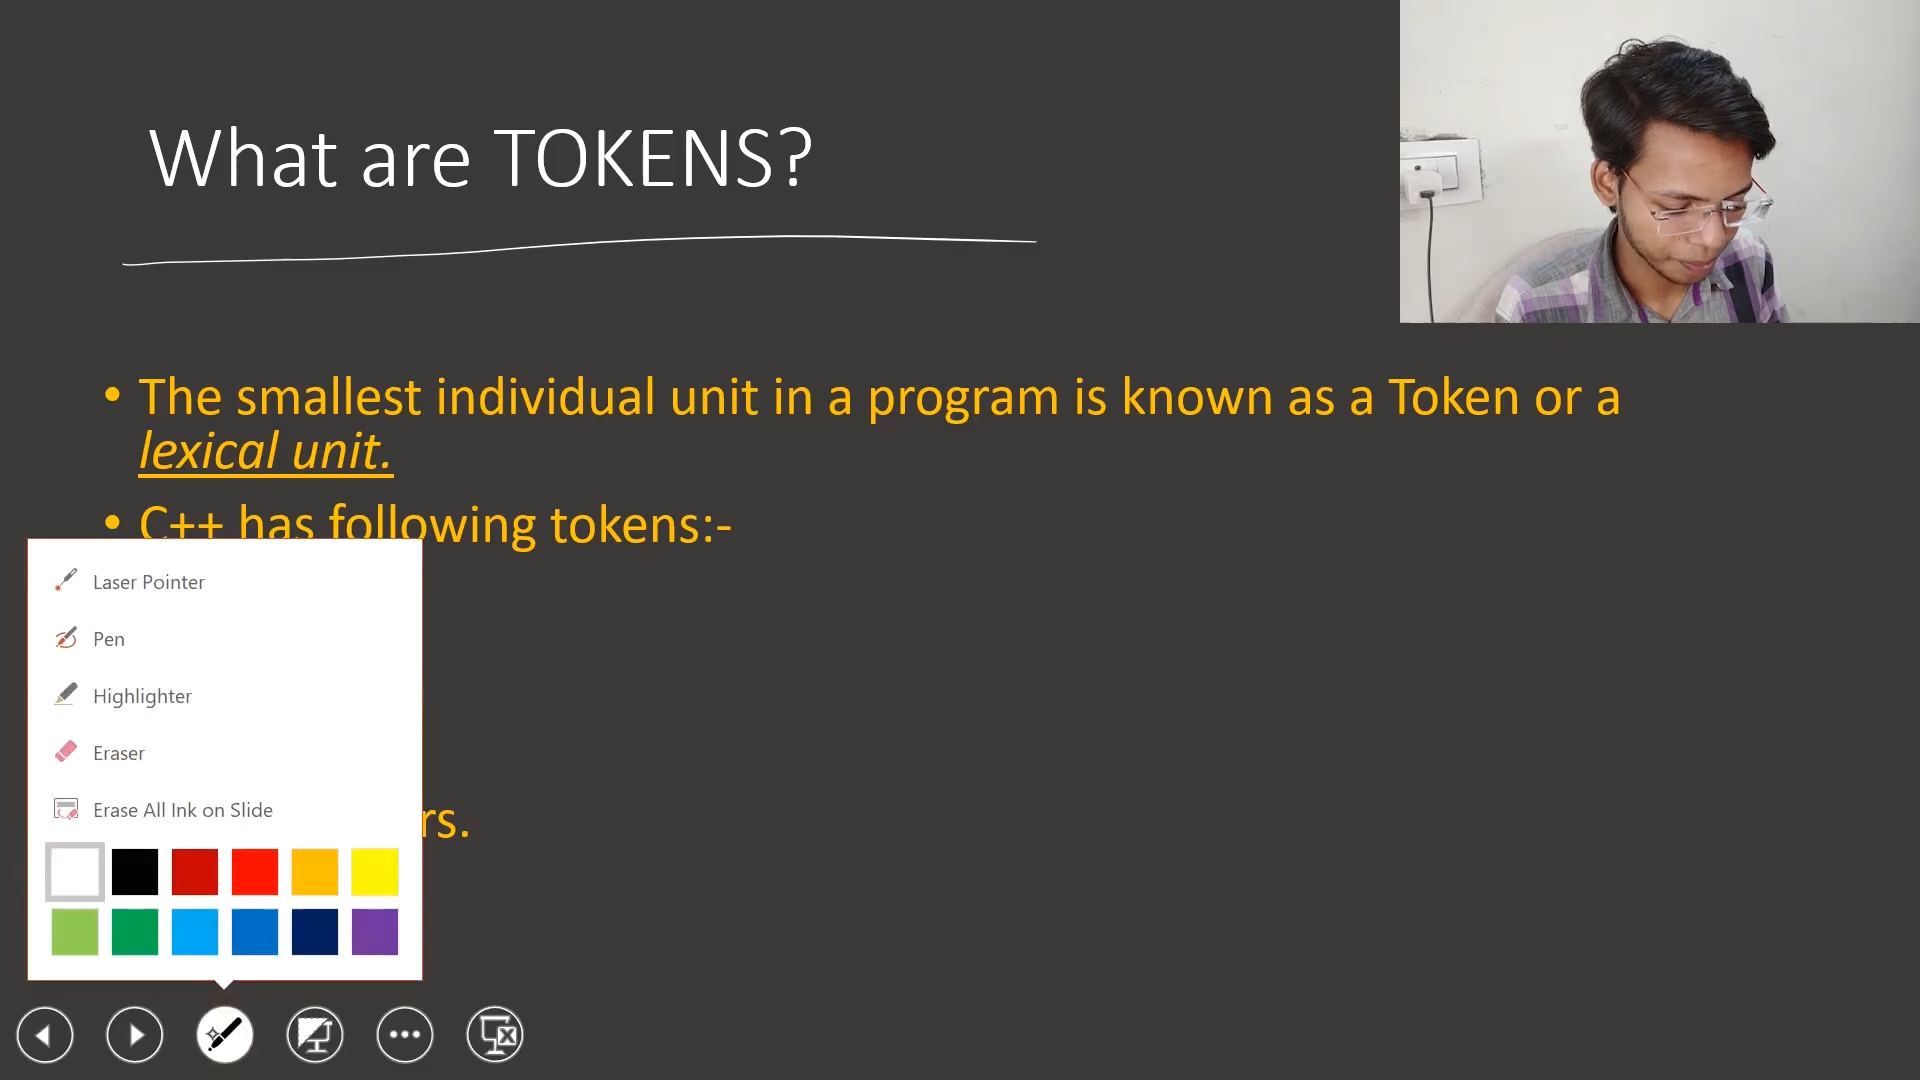 What are TOKENS?
• The smallest individual unit in a program is known as a Token or a
lexical unit.
• C++ has following tokens:-
Laser Pointer
Pen
Highlighter
Eraser
Erase All Ink on Slide
rs.